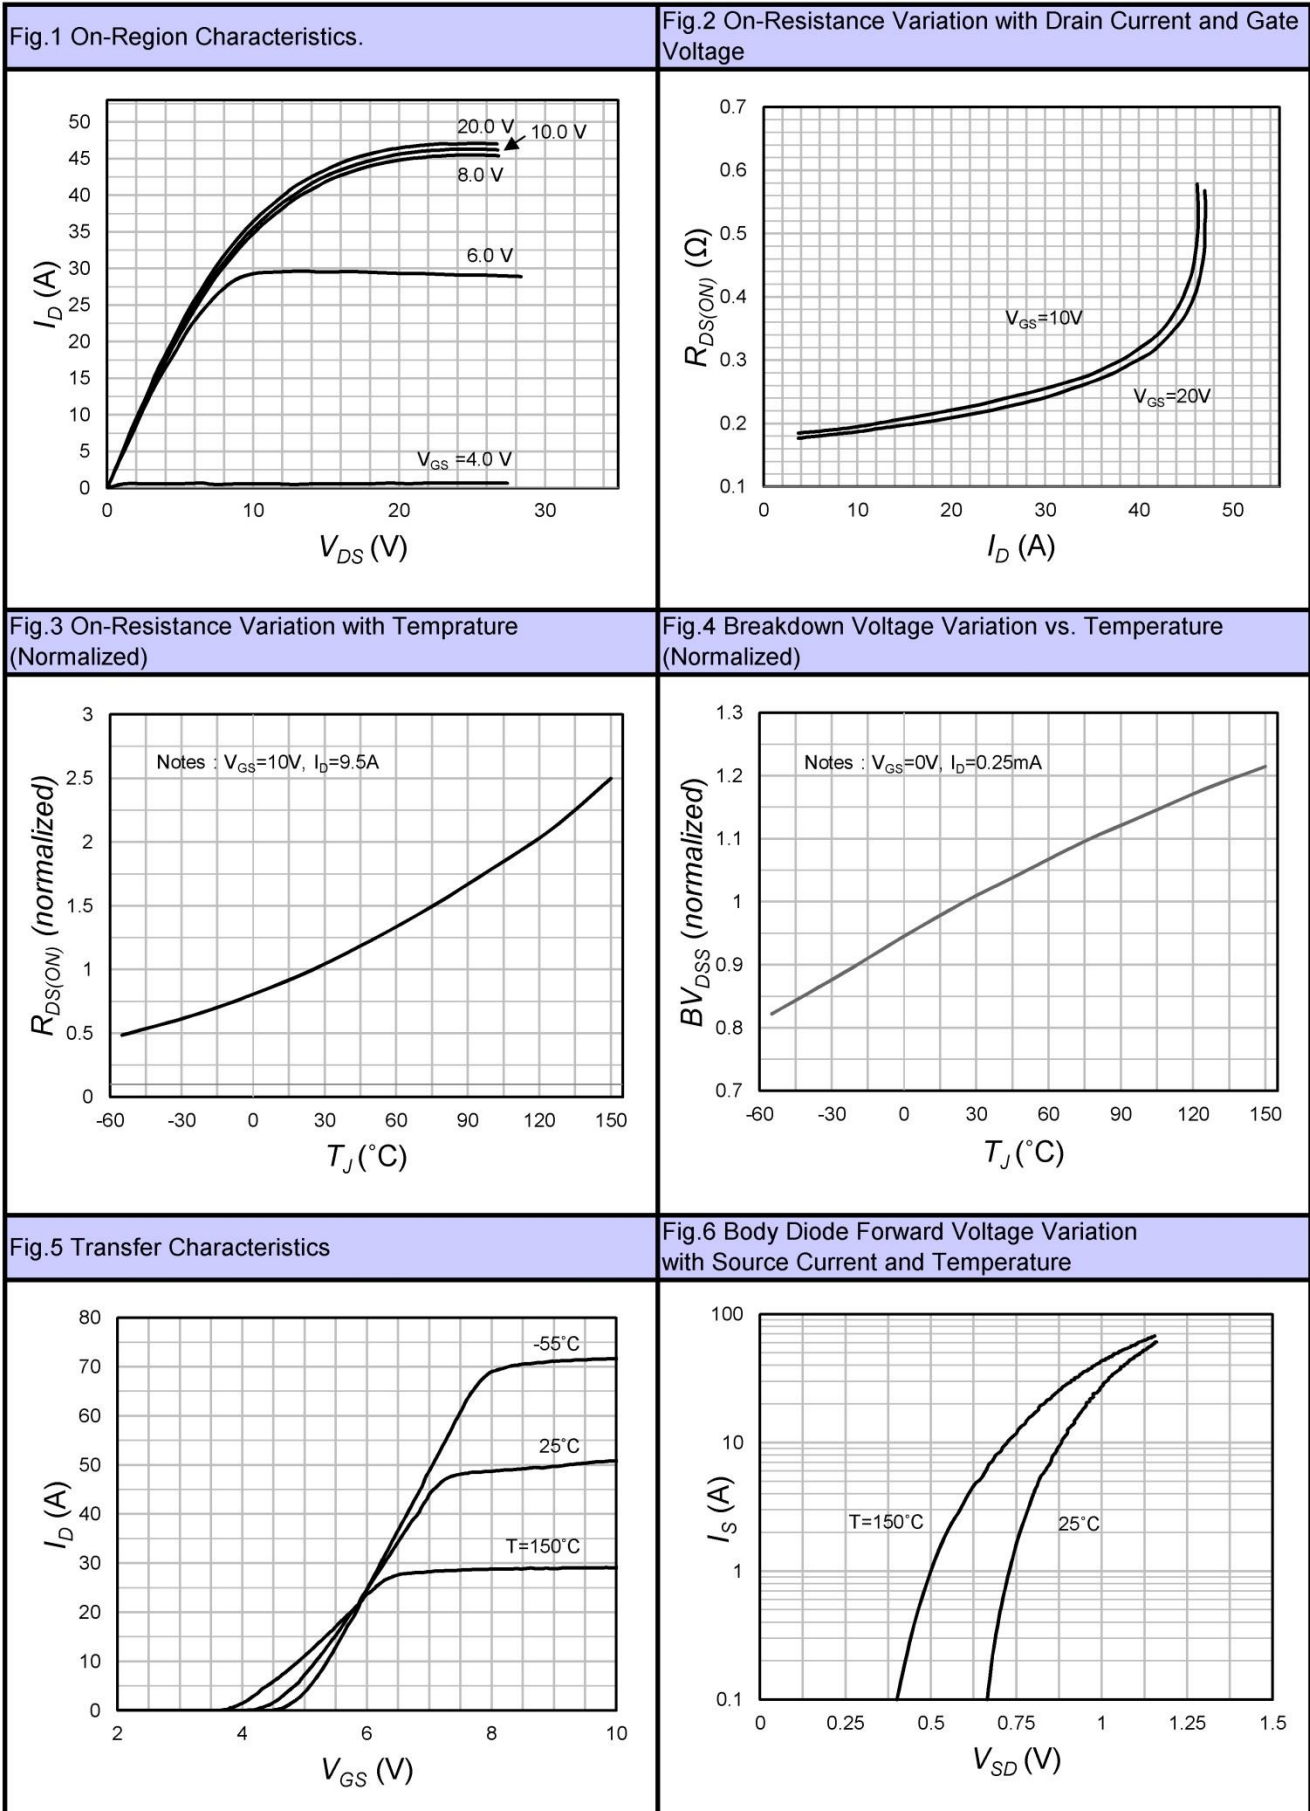 Fig.1 On-Region Characteristics.
Fig.2 On-Resistance Variation with Drain Current and Gate
Voltage
50
45
40
35
30
25
20
15
10
5
0
I_D (A)
20.0 V
10.0 V
8.0 V
6.0 V
V_GS =4.0 V
0
10
20
30
V_DS (V)
0.7
0.6
0.5
0.4
0.3
0.2
0.1
R_DS(ON) (Ω)
V_GS=10V
V_GS=20V
0
10
20
30
40
50
I_D (A)
Fig.3 On-Resistance Variation with Temprature
(Normalized)
Fig.4 Breakdown Voltage Variation vs. Temperature
(Normalized)
3
2.5
2
1.5
1
0.5
0
R_DS(ON) (normalized)
Notes : V_GS=10V, I_D=9.5A
-60
-30
0
30
60
90
120
150
T_J (°C)
1.3
1.2
1.1
1
0.9
0.8
0.7
BV_DSS (normalized)
Notes : V_GS=0V, I_D=0.25mA
-60
-30
0
30
60
90
120
150
T_J (°C)
Fig.5 Transfer Characteristics
Fig.6 Body Diode Forward Voltage Variation
with Source Current and Temperature
80
70
60
50
40
30
20
10
0
I_D (A)
-55°C
25°C
T=150°C
2
4
6
8
10
V_GS (V)
100
10
1
0.1
I_S (A)
T=150°C
25°C
0
0.25
0.5
0.75
1
1.25
1.5
V_SD (V)